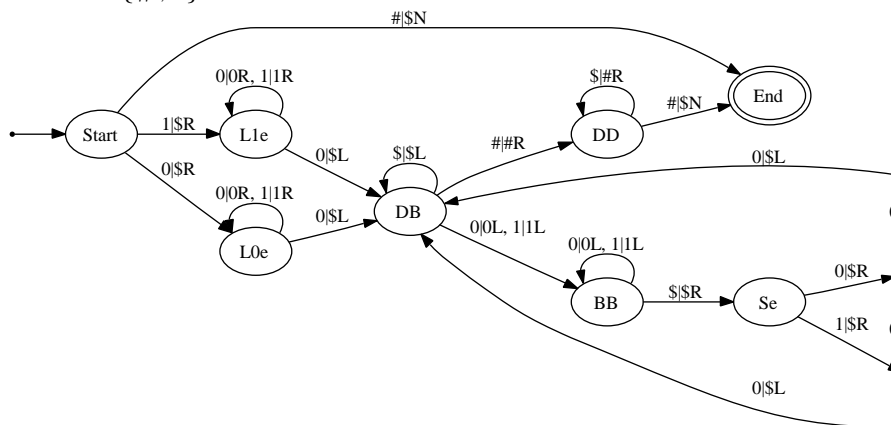 #|$N
0|0R, 1|1R
$|#R
End
Start
1|$R
L1e
#|$N
DD
0|$R
0|$L
$|$L
#|#R
0|$L
0|0R, 1|1R
DB
L0e
0|$L
0|0L, 1|1L
0|0L, 1|1L
BB
$|$R
Se
0|$R
1|$R
0|$L